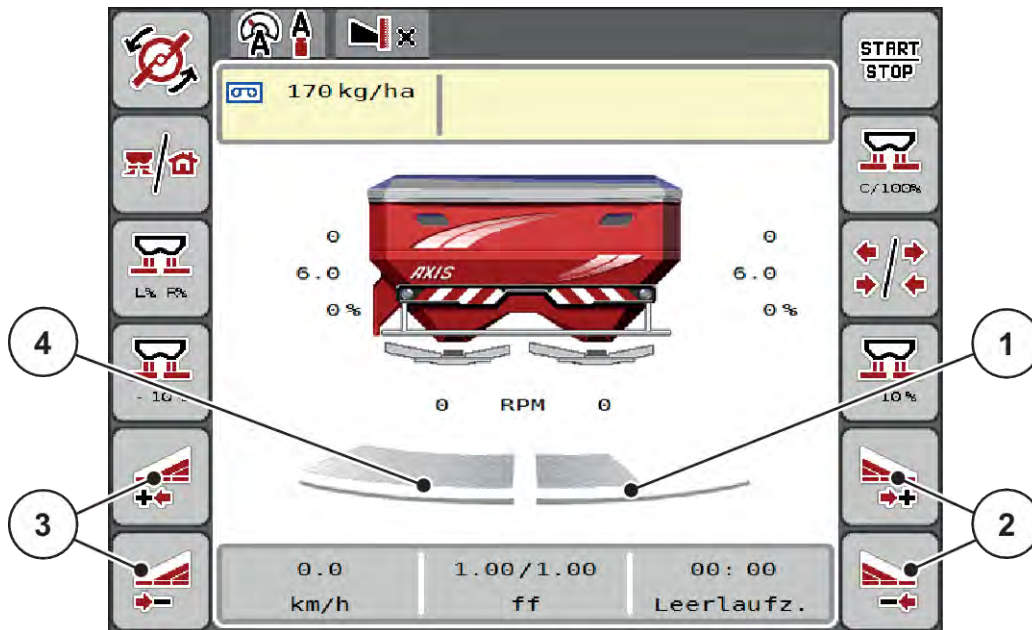 A A
START
STOP
170 kg/ha
C/100%
0 0
6.0 AXIS 6.0
L% R%
0% 0%
4 1
- 10%
10%
0 RPM 0
3 2
0.0 1.00/1.00 00:00
km/h ff Leerlaufz.